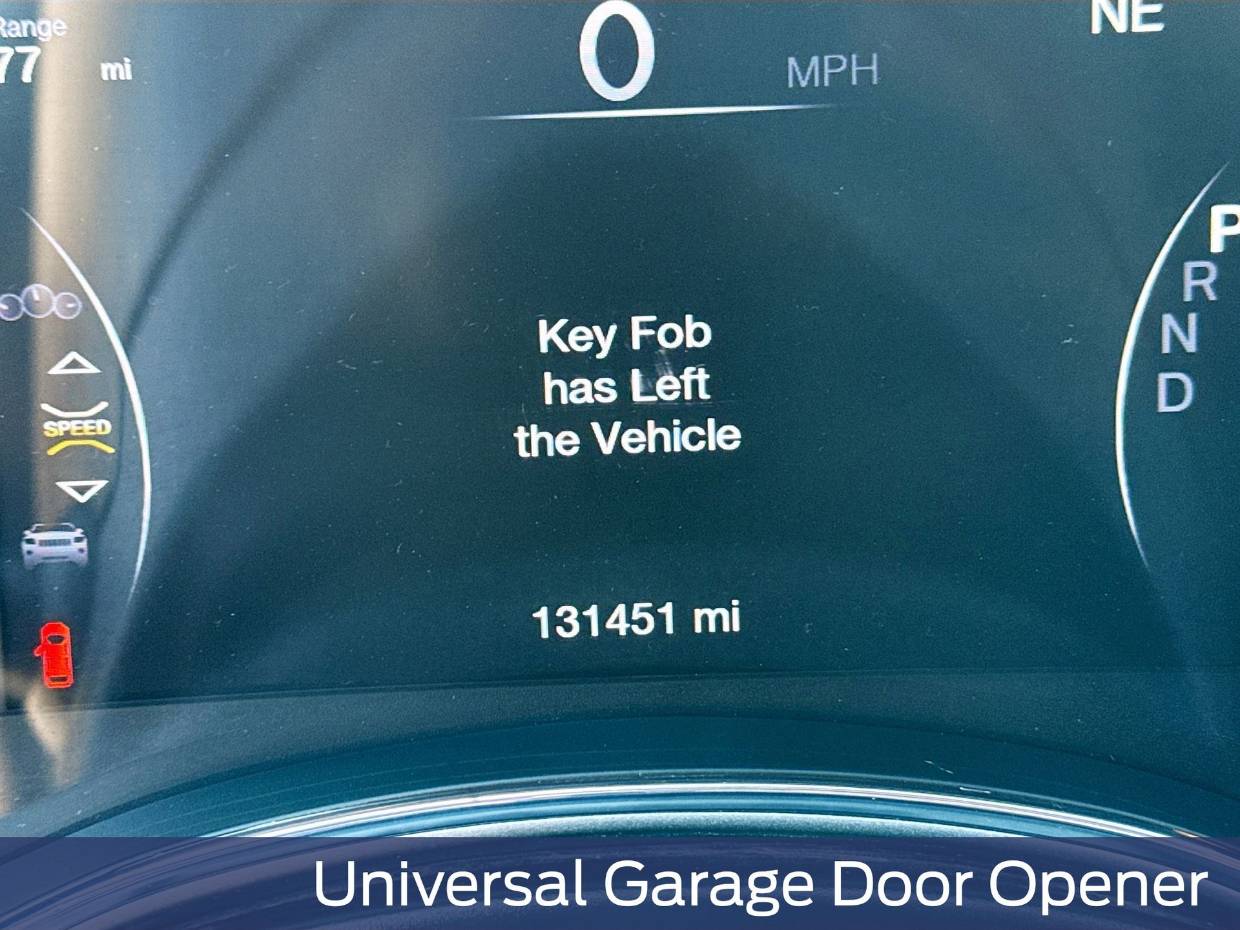 Range
77 mi
0 MPH
NE
P
R
N
D
SPEED
Key Fob
has Left
the Vehicle
131451 mi
Universal Garage Door Opener